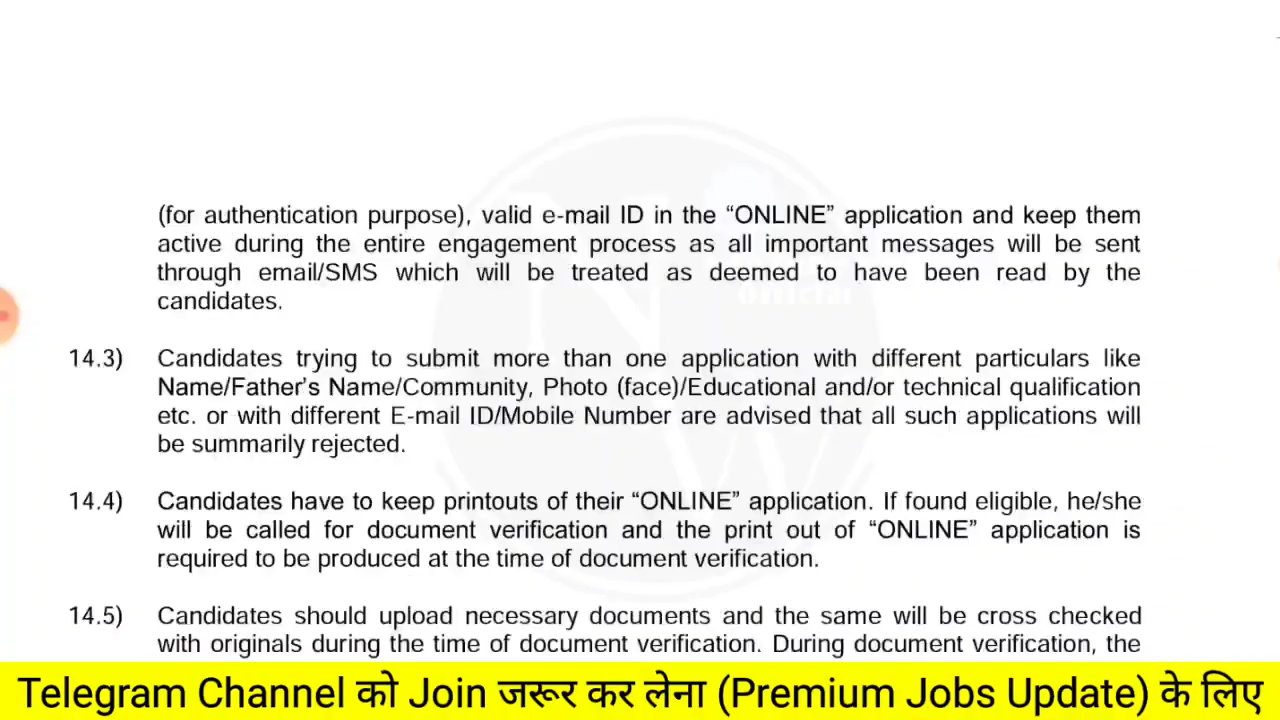 (for authentication purpose), valid e-mail ID in the “ONLINE” application and keep them
active during the entire engagement process as all important messages will be sent
through email/SMS which will be treated as deemed to have been read by the
candidates.
14.3) Candidates trying to submit more than one application with different particulars like
Name/Father’s Name/Community, Photo (face)/Educational and/or technical qualification
etc. or with different E-mail ID/Mobile Number are advised that all such applications will
be summarily rejected.
14.4) Candidates have to keep printouts of their “ONLINE” application. If found eligible, he/she
will be called for document verification and the print out of “ONLINE” application is
required to be produced at the time of document verification.
14.5) Candidates should upload necessary documents and the same will be cross checked
with originals during the time of document verification. During document verification, the
Telegram Channel को Join जरूर कर लेना (Premium Jobs Update) के लिए